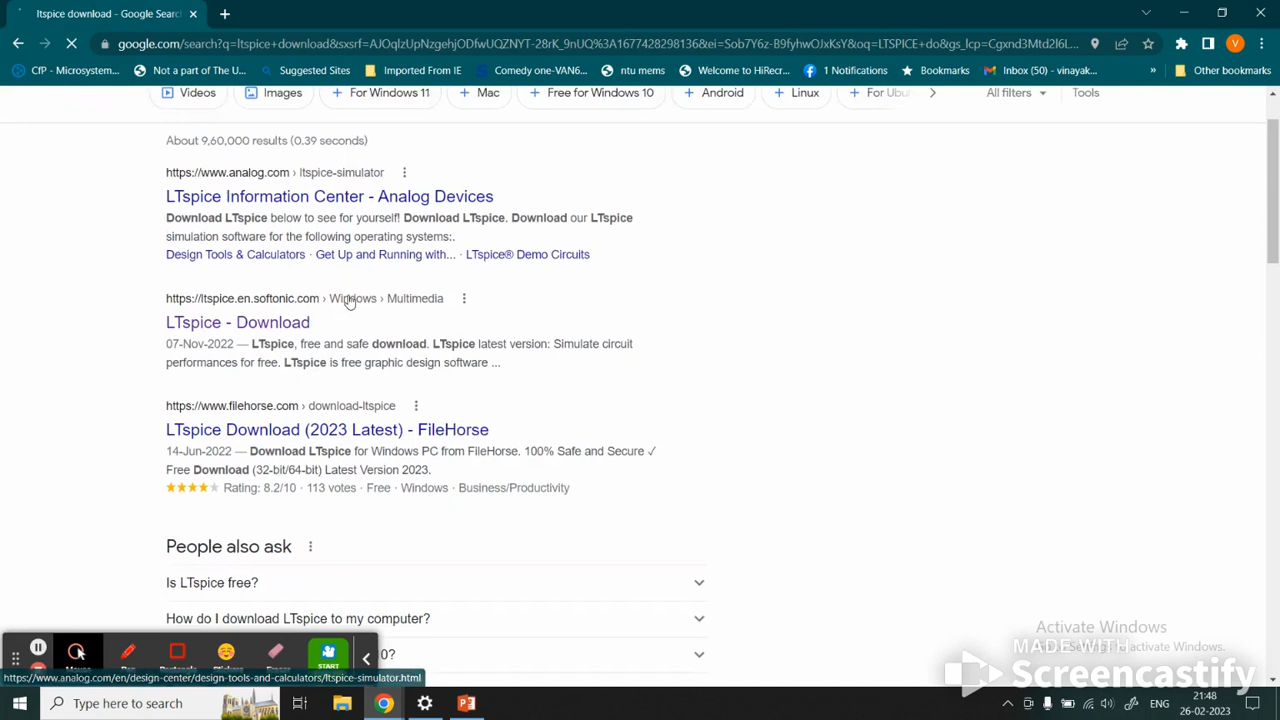 ltspice download - Google Searc
google.com/search?q=ltspice+download&sxsrf=AJOqlzUpNzgehjODfwUQZNYT-28rK_9nuQ%3A1677428298136&ei=Sob7Y6z-B9fyhwOJxKsY&oq=LTSPICE+do&gs_lcp=Cgxnd3Mtd2l6L...
V
CfP - Microsystem... Not a part of The U... Suggested Sites Imported From IE Comedy one-VAN6... ntu mems Welcome to HiRecr... 1 Notifications Bookmarks Inbox (50) - vinayak... » Other bookmarks
Videos Images + For Windows 11 + Mac + Free for Windows 10 + Android + Linux + For Ubu All filters Tools
About 9,60,000 results (0.39 seconds)
https://www.analog.com › ltspice-simulator
LTspice Information Center - Analog Devices
Download LTspice below to see for yourself! Download LTspice. Download our LTspice
simulation software for the following operating systems:.
Design Tools & Calculators · Get Up and Running with... · LTspice® Demo Circuits
https://ltspice.en.softonic.com › Windows › Multimedia
LTspice - Download
07-Nov-2022 — LTspice, free and safe download. LTspice latest version: Simulate circuit
performances for free. LTspice is free graphic design software ...
https://www.filehorse.com › download-ltspice
LTspice Download (2023 Latest) - FileHorse
14-Jun-2022 — Download LTspice for Windows PC from FileHorse. 100% Safe and Secure ✓
Free Download (32-bit/64-bit) Latest Version 2023.
Rating: 8.2/10 · 113 votes · Free · Windows · Business/Productivity
People also ask
Is LTspice free?
How do I download LTspice to my computer?
0?
START
https://www.analog.com/en/design-center/design-tools-and-calculators/ltspice-simulator.html
Activate Windows
MADE WITH
Screencastify
Type here to search
ENG
21:48
26-02-2023